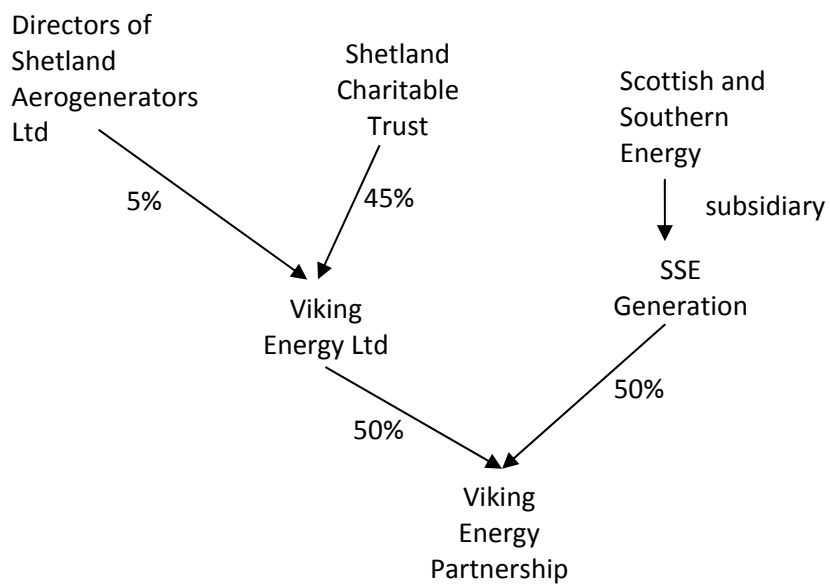 Directors of
Shetland
Aerogenerators
Ltd
Shetland
Charitable
Trust
Scottish and
Southern
Energy
5%
45%
subsidiary
Viking
Energy Ltd
SSE
Generation
50%
50%
Viking
Energy
Partnership